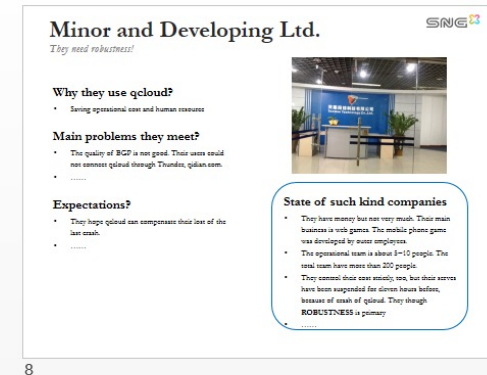 Minor and Developing Ltd.
SNG
They need robustness!
Why they use qcloud?
• Saving operational cost and human resource
Main problems they meet?
• The quality of BGP is not good. Their users could
not connect qcloud through Thunder, qidian.com.
• ......
Expectations?
• They hope qcloud can compensate their lost of the
last crash.
• ......
State of such kind companies
• They have money but not very much. Their main
business is web games. The mobile phone game
was developed by outer employees.
• The operational team is about 5~10 people. The
total team have more than 200 people.
• They control their cost strictly, too, but their serves
have been suspended for eleven hours before,
because of crash of qcloud. They though
ROBUSTNESS is primary
• ......
8